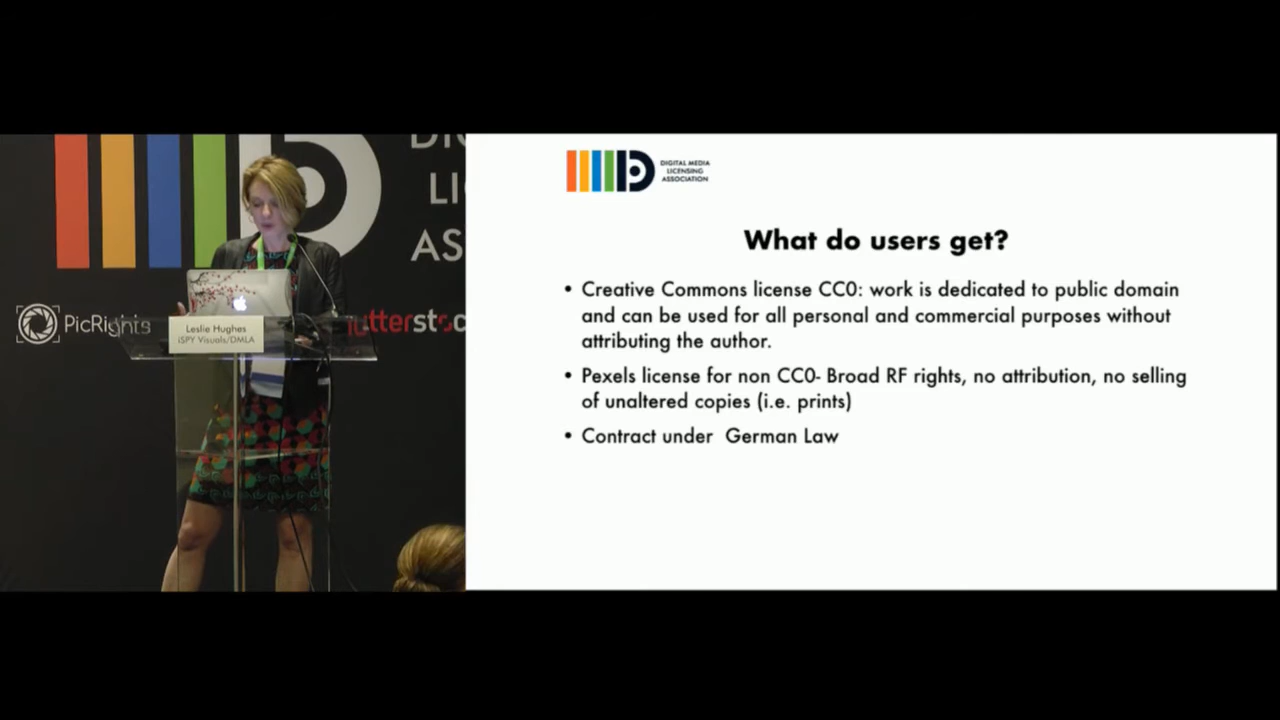 DIGITAL MEDIA
LICENSING
ASSOCIATION
What do users get?
• Creative Commons license CC0: work is dedicated to public domain
and can be used for all personal and commercial purposes without
attributing the author.
• Pexels license for non CC0- Broad RF rights, no attribution, no selling
of unaltered copies (i.e. prints)
• Contract under German Law
PicRights
Leslie Hughes
iSPY Visuals/DMLA